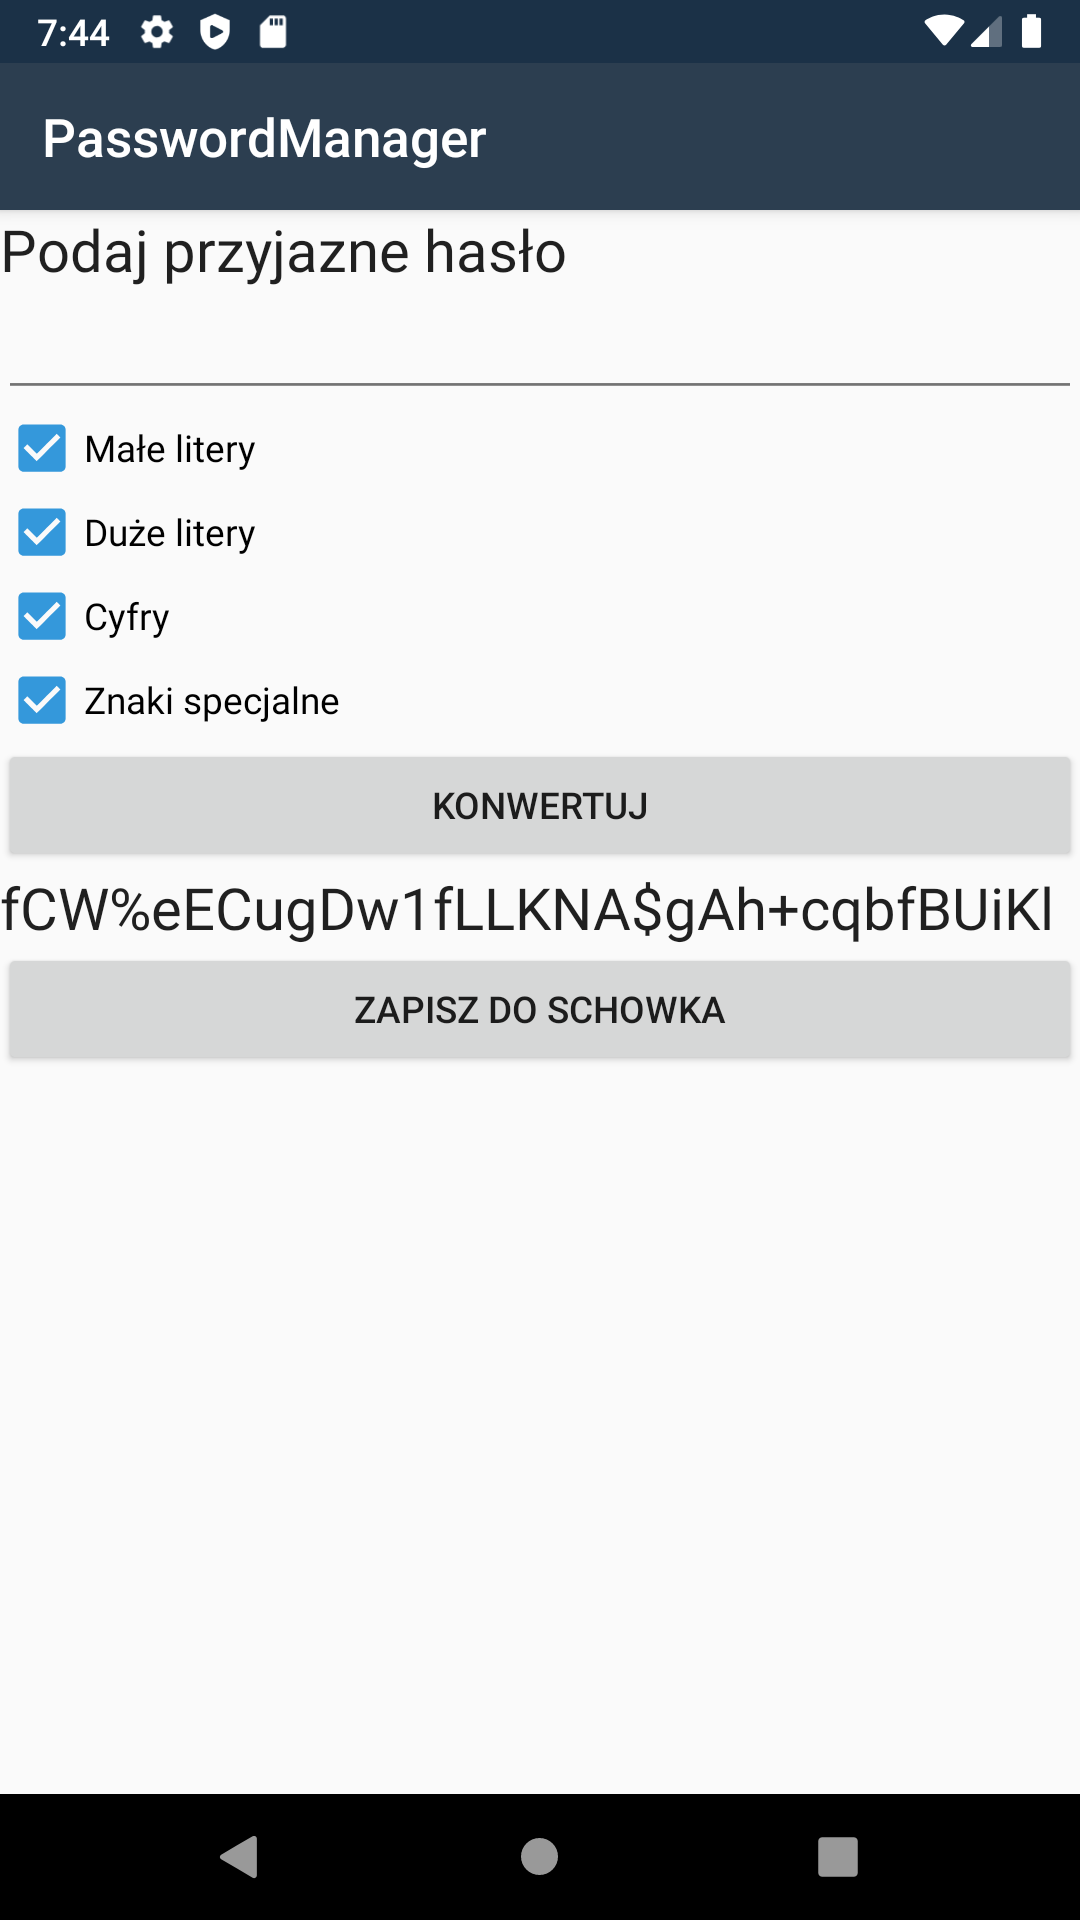 7:44
PasswordManager
Podaj przyjazne hasło
Małe litery
Duże litery
Cyfry
Znaki specjalne
KONWERTUJ
fCW%eECugDw1fLLKNA$gAh+cqbfBUiKl
ZAPISZ DO SCHOWKA